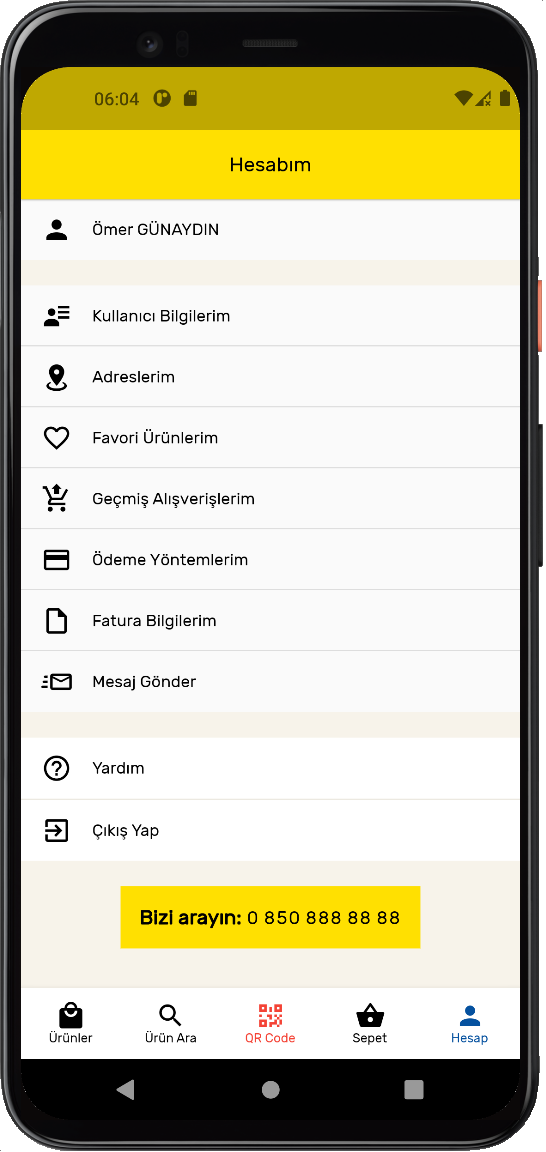 06:04
Hesabım
Ömer GÜNAYDIN
Kullanıcı Bilgilerim
Adreslerim
Favori Ürünlerim
Geçmiş Alışverişlerim
Ödeme Yöntemlerim
Fatura Bilgilerim
Mesaj Gönder
Yardım
Çıkış Yap
Bizi arayın: 0 850 888 88 88
Ürünler Ürün Ara QR Code Sepet Hesap